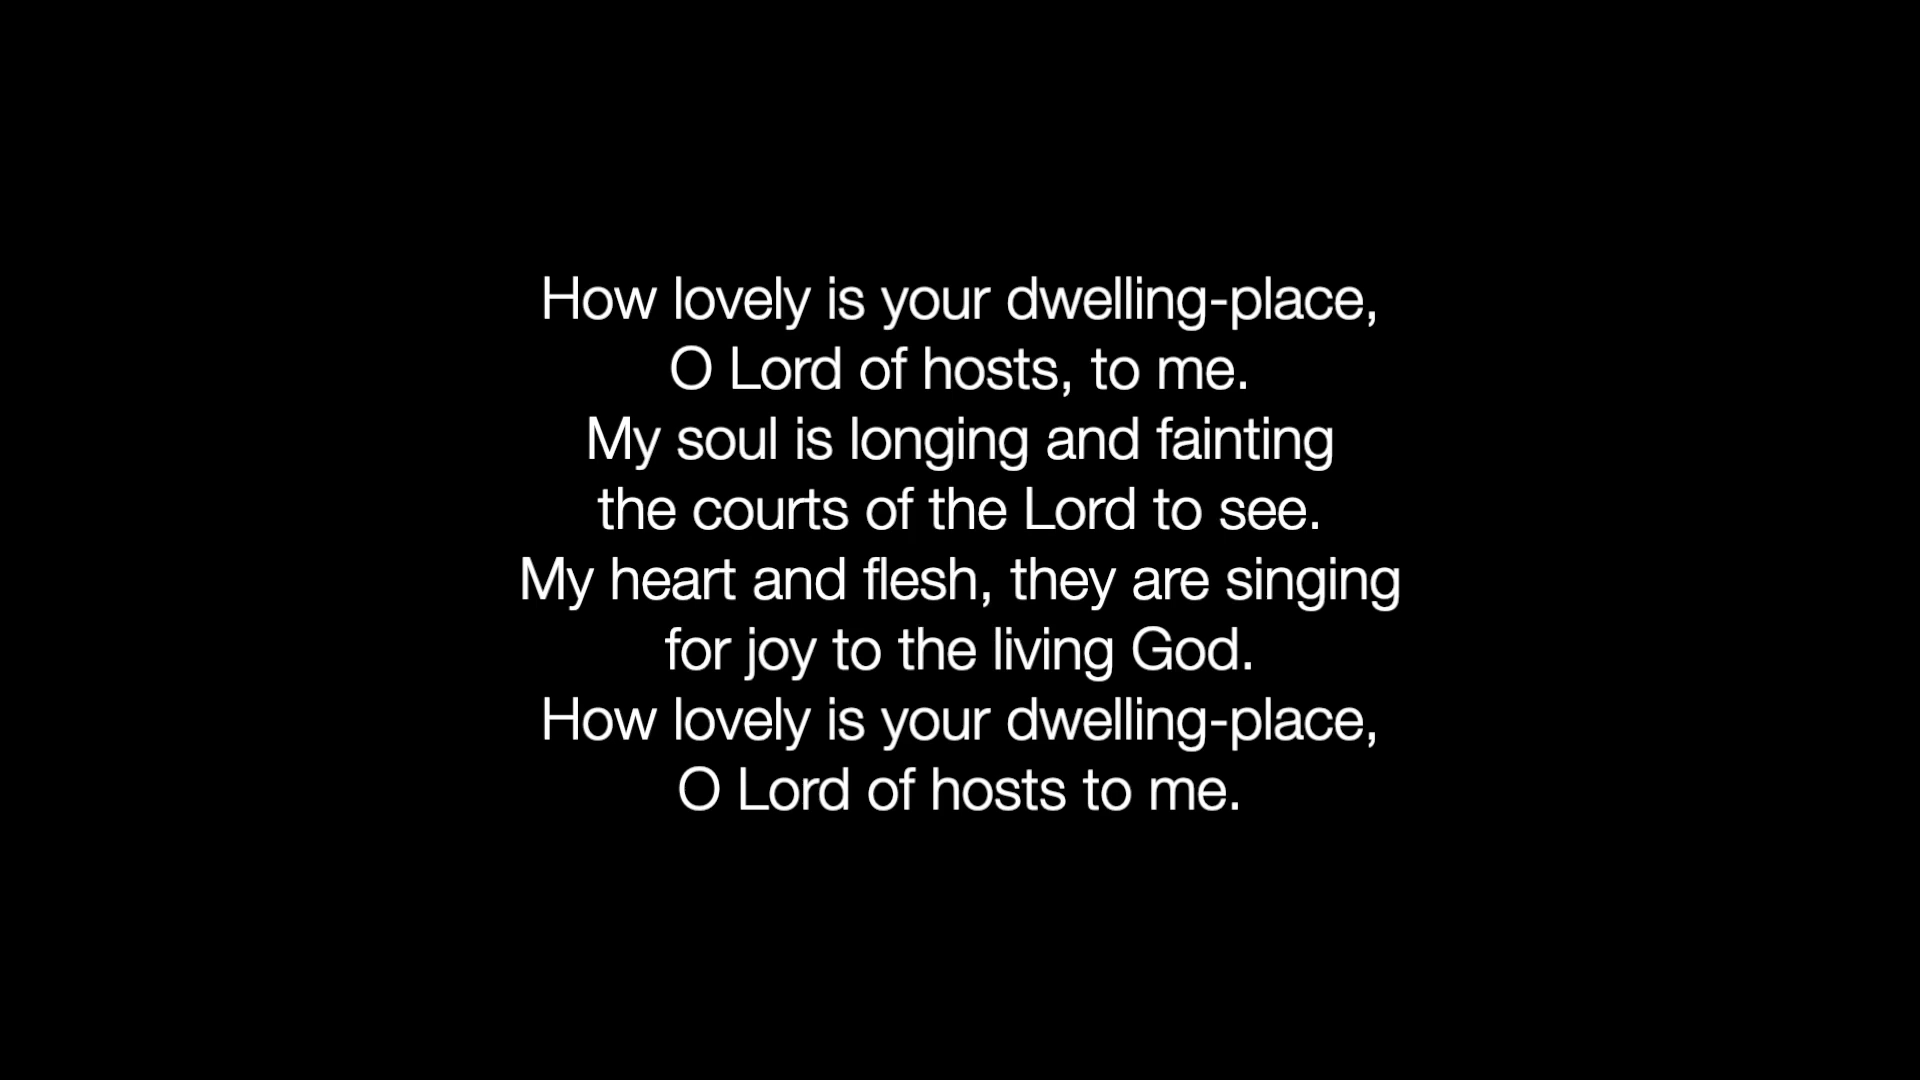 How lovely is your dwelling-place,
O Lord of hosts, to me.
My soul is longing and fainting
the courts of the Lord to see.
My heart and flesh, they are singing
for joy to the living God.
How lovely is your dwelling-place,
O Lord of hosts to me.